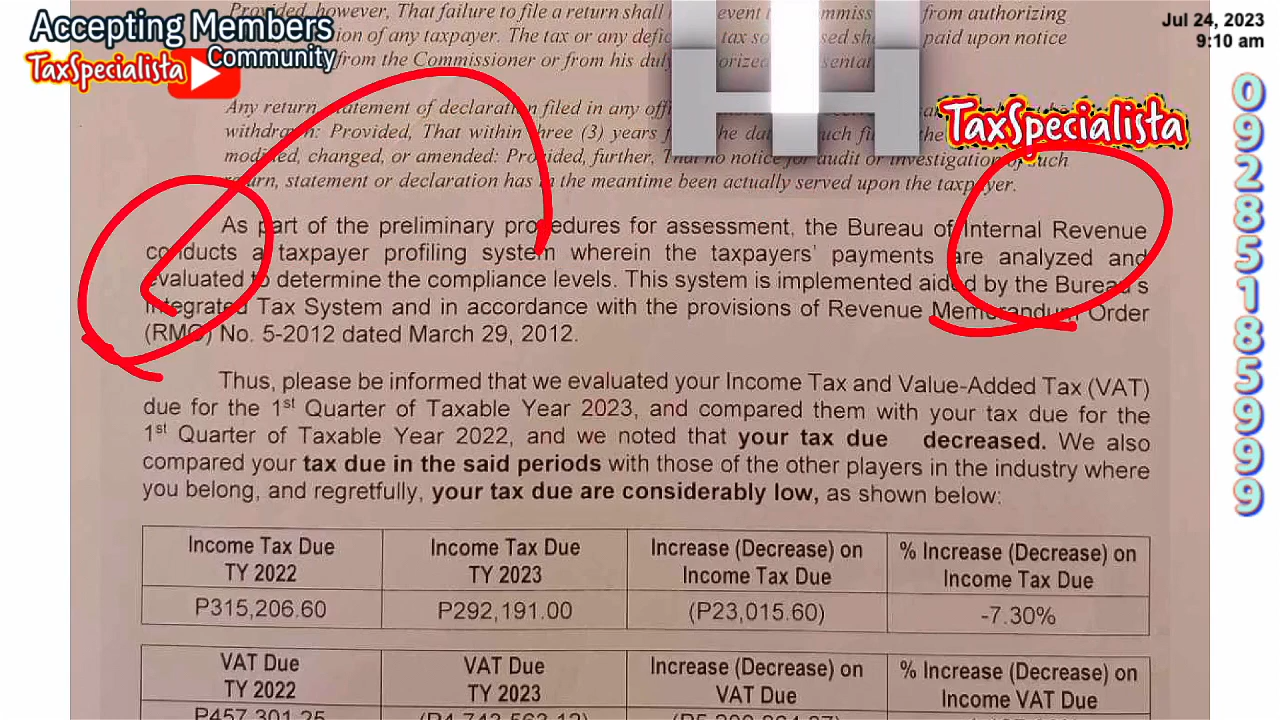 Accepting Members
Community
TaxSpecialista
Jul 24, 2023
9:10 am
TaxSpecialista
09285185999
Provided, however, That failure to file a return shall from authorizing
of any taxpayer. The tax or any tax paid upon notice
from the Commissioner or from his
Any return, statement of declaration filed in any
withdrawn: Provided, That within three (3) years
modified, changed, or amended: Provided, further, That no notice for audit or investigation of such
return, statement or declaration has in the meantime been actually served upon the taxpayer.
As part of the preliminary procedures for assessment, the Bureau of Internal Revenue
conducts a taxpayer profiling system wherein the taxpayers' payments are analyzed and
evaluated to determine the compliance levels. This system is implemented aided by the Bureau's
Integrated Tax System and in accordance with the provisions of Revenue Memorandum Order
(RMO) No. 5-2012 dated March 29, 2012.
Thus, please be informed that we evaluated your Income Tax and Value-Added Tax (VAT)
due for the 1st Quarter of Taxable Year 2023, and compared them with your tax due for the
1st Quarter of Taxable Year 2022, and we noted that your tax due decreased. We also
compared your tax due in the said periods with those of the other players in the industry where
you belong, and regretfully, your tax due are considerably low, as shown below:
Income Tax Due
TY 2022
Income Tax Due
TY 2023
Increase (Decrease) on
Income Tax Due
% Increase (Decrease) on
Income Tax Due
P315,206.60
P292,191.00
(P23,015.60)
-7.30%
VAT Due
TY 2022
VAT Due
TY 2023
Increase (Decrease) on
VAT Due
% Increase (Decrease) on
Income VAT Due
P457,301.25